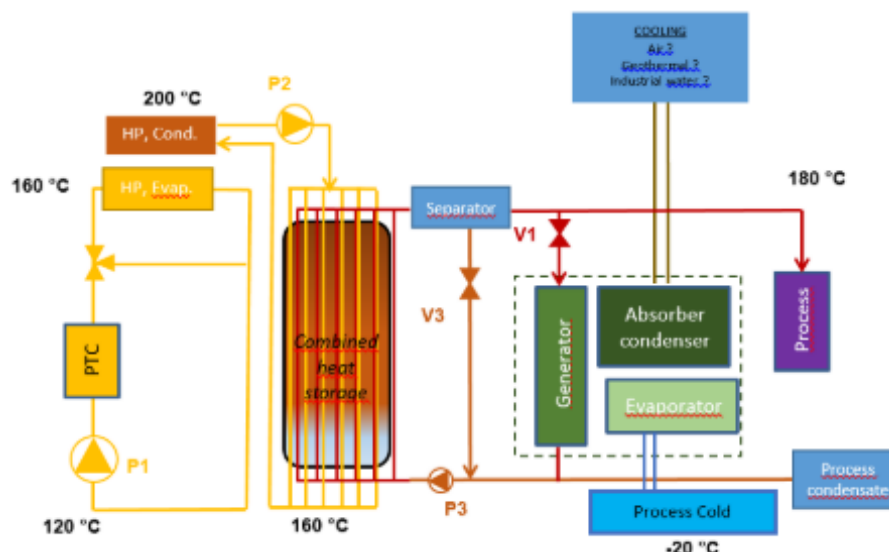 COOLING
Air ?
Geothermal ?
Industrial water ?
P2
200 °C
HP, Cond.
160 °C
HP, Evap.
180 °C
Separator
V1
V3
PTC
Combined
heat
storage
Generator
Absorber
condenser
Process
Evaporator
P1
P3
Process
condensate
120 °C
160 °C
Process Cold
-20 °C